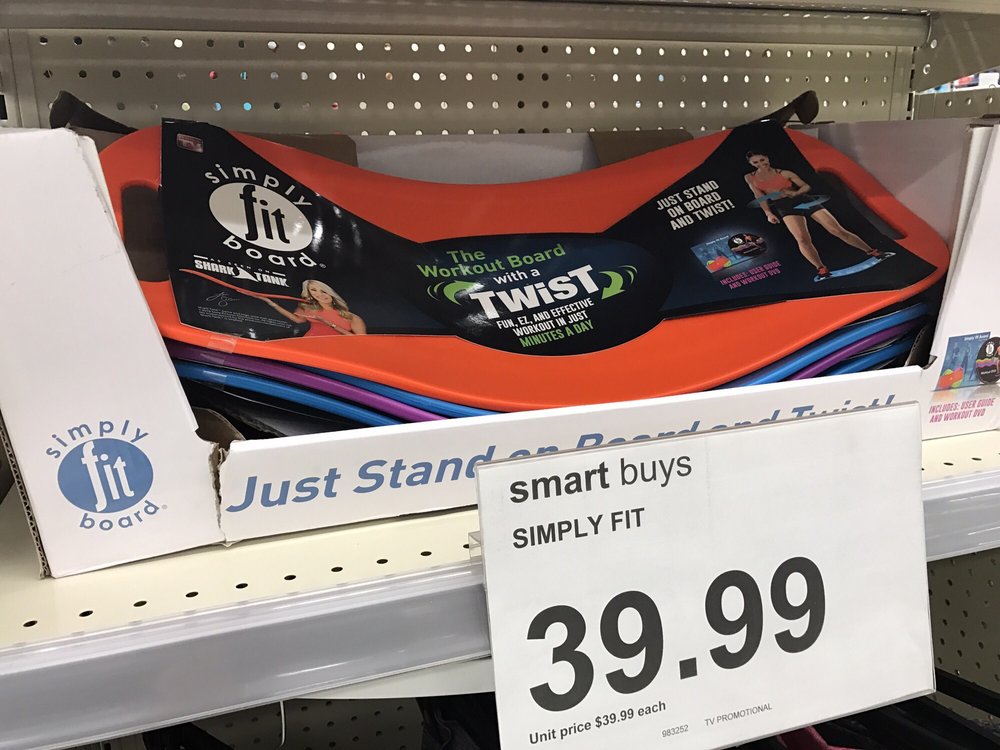 simply
fit
board®
AS SEEN ON
SHARK TANK
The
Workout Board
with a
TWiST
FUN, EZ, AND EFFECTIVE
WORKOUT IN JUST
MINUTES A DAY
JUST STAND
ON BOARD
AND TWIST!
INCLUDES: USER GUIDE
AND WORKOUT DVD
simply
fit
board®
Just Stand on Board and Twist!
INCLUDES: USER GUIDE
AND WORKOUT DVD
smart buys
SIMPLY FIT
39.99
Unit price $39.99 each
983252 TV PROMOTIONAL